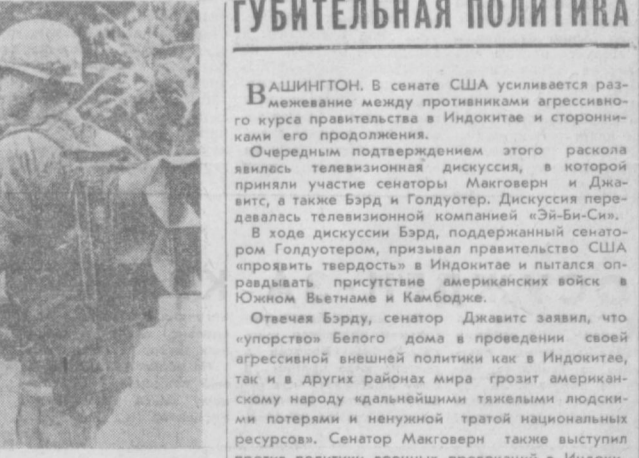 ГУБИТЕЛЬНАЯ ПОЛИТИКА
ВАШИНГТОН. В сенате США усиливается раз-
межевание между противниками агрессивно-
го курса правительства в Индокитае и сторонни-
ками его продолжения.
Очередным подтверждением этого раскола
явилась телевизионная дискуссия, в которой
приняли участие сенаторы Макговерн и Джа-
витс, а также Бэрд и Голдуотер. Дискуссия пере-
давалась телевизионной компанией «Эй-Би-Си».
В ходе дискуссии Бэрд, поддержанный сенато-
ром Голдуотером, призывал правительство США
«проявить твердость» в Индокитае и пытался оп-
равдывать присутствие американских войск в
Южном Вьетнаме и Камбодже.
Отвечая Бэрду, сенатор Джавитс заявил, что
«упорство» Белого дома в проведении своей
агрессивной внешней политики как в Индокитае,
так и в других районах мира грозит американ-
скому народу «дальнейшими тяжелыми людски-
ми потерями и ненужной тратой национальных
ресурсов». Сенатор Макговерн также выступил